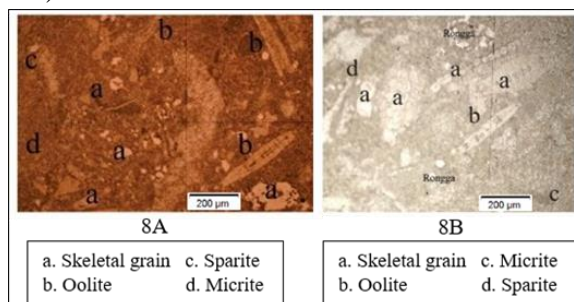 b b
c
a
d a b
a a
200 µm
8A
a. Skeletal grain c. Sparite
b. Oolite d. Micrite
Rongga
d a
a a a
b
Rongga
c
200 µm
8B
a. Skeletal grain c. Micrite
b. Oolite d. Sparite